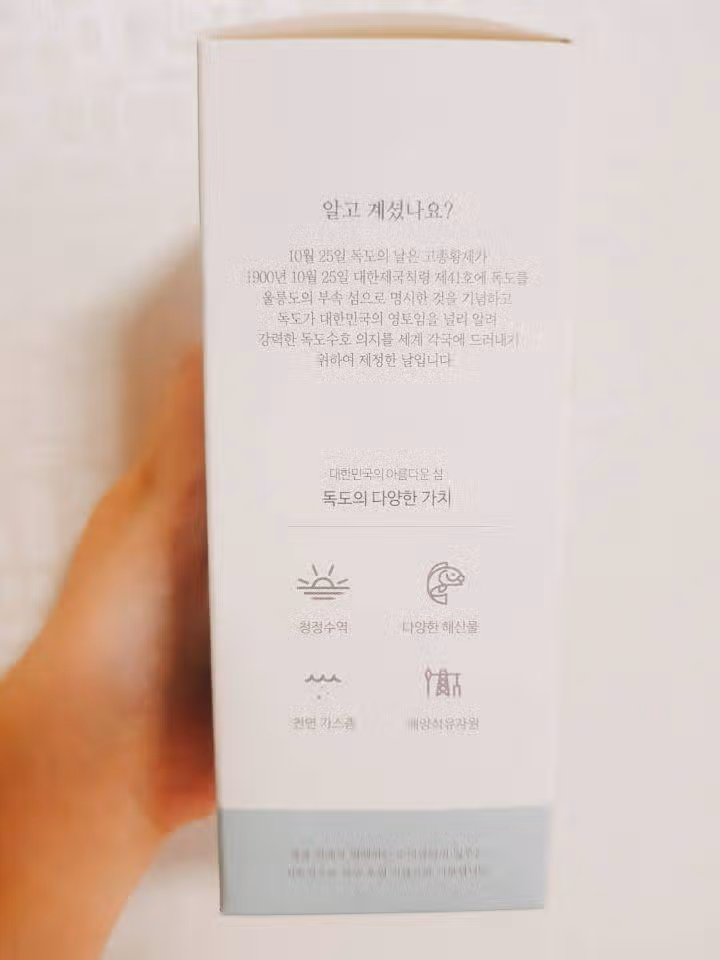 알고 계셨나요?
10월 25일 독도의 날은 고종황제가
1900년 10월 25일 대한제국칙령 제41호에 독도를
울릉도의 부속 섬으로 명시한 것을 기념하고
독도가 대한민국의 영토임을 널리 알려
강력한 독도수호 의지를 세계 각국에 드러내기
위하여 제정한 날입니다.
대한민국의 아름다운 섬
독도의 다양한 가치
청정수역
다양한 해산물
천연 가스층
해양석유자원